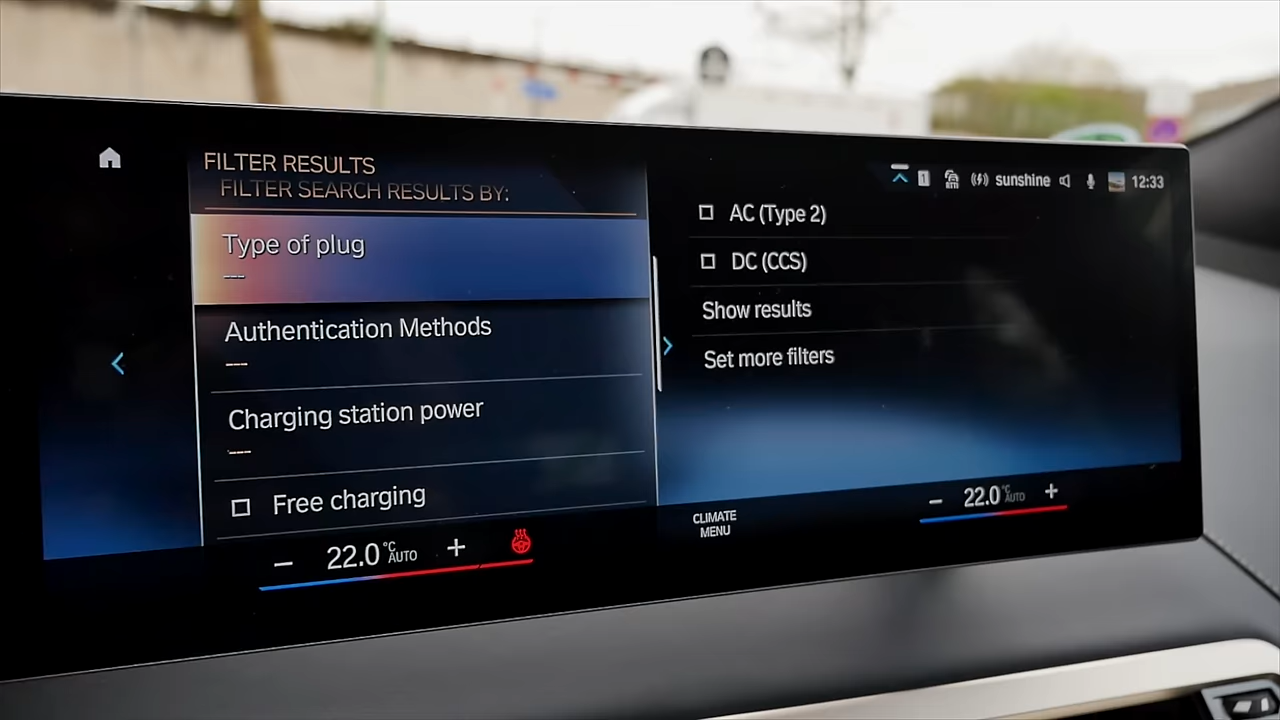 FILTER RESULTS
FILTER SEARCH RESULTS BY:
Type of plug
---
Authentication Methods
---
Charging station power
---
Free charging
1
sunshine
12:33
AC (Type 2)
DC (CCS)
Show results
Set more filters
22.0 °C AUTO
CLIMATE
MENU
22.0 °C AUTO